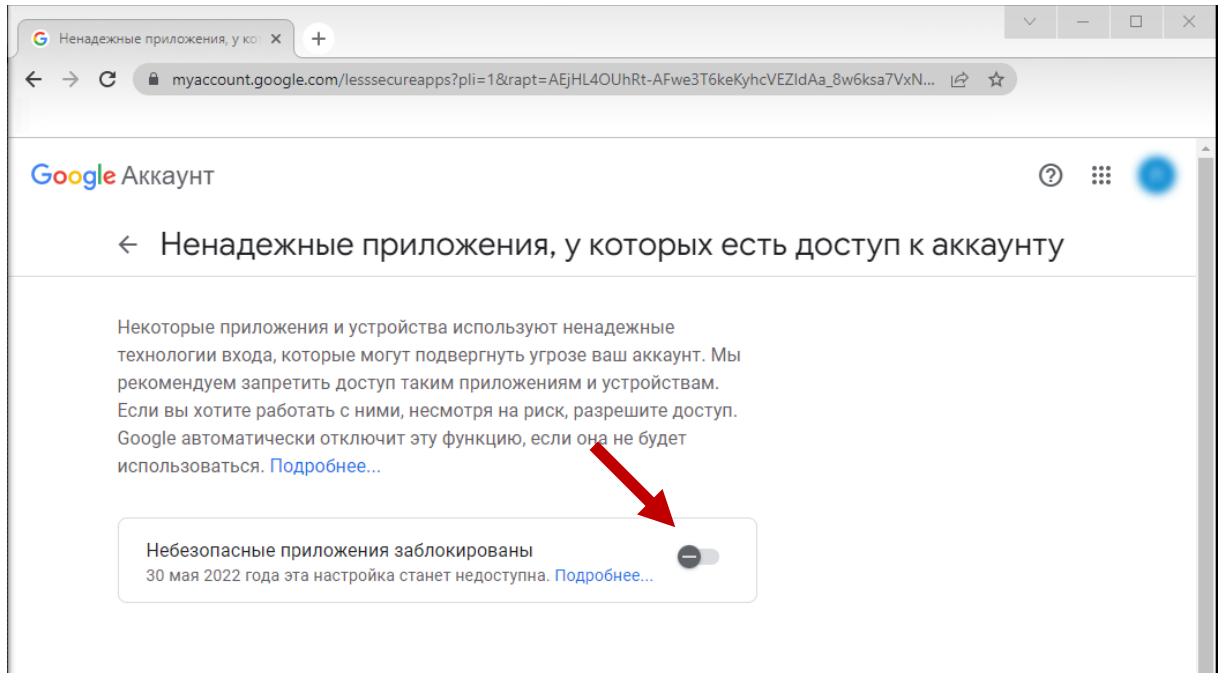 Ненадежные приложения, у ко
myaccount.google.com/lesssecureapps?pli=1&rapt=AEjHL4OUhRt-AFwe3T6keKyhcVEZIdAa_8w6ksa7VxN...
Google Аккаунт
Ненадежные приложения, у которых есть доступ к аккаунту
Некоторые приложения и устройства используют ненадежные
технологии входа, которые могут подвергнуть угрозе ваш аккаунт. Мы
рекомендуем запретить доступ таким приложениям и устройствам.
Если вы хотите работать с ними, несмотря на риск, разрешите доступ.
Google автоматически отключит эту функцию, если она не будет
использоваться. Подробнее...
Небезопасные приложения заблокированы
30 мая 2022 года эта настройка станет недоступна. Подробнее...